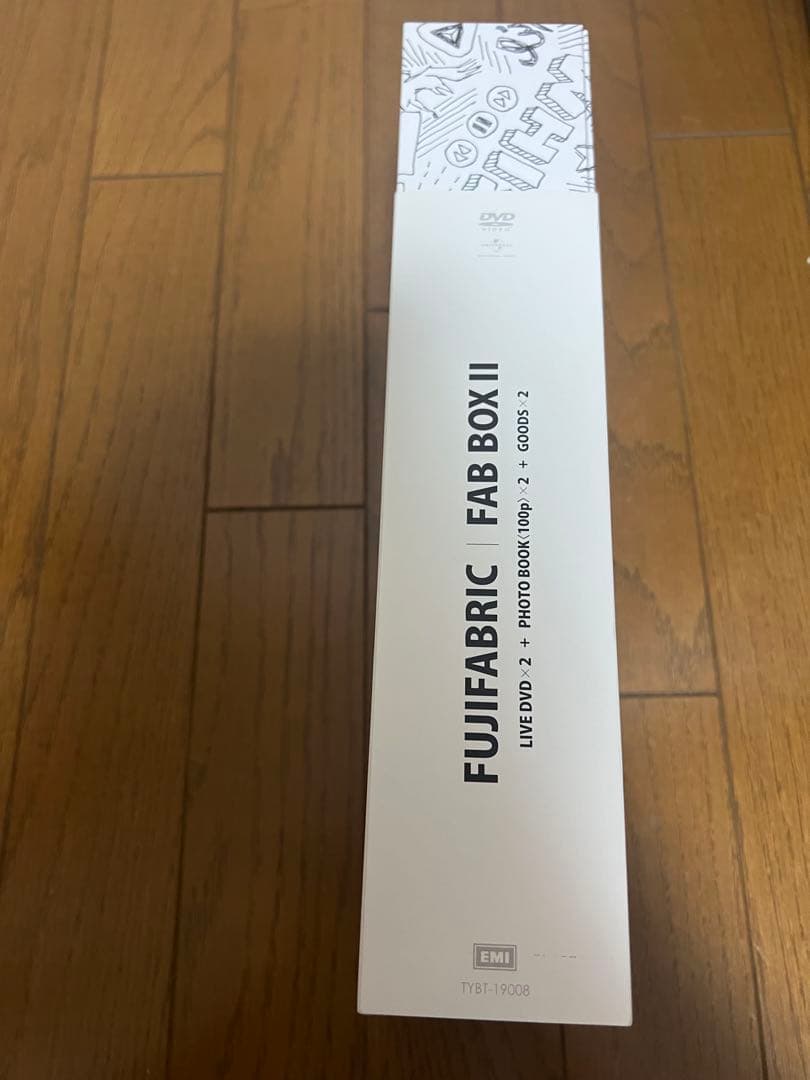 DVD
VIDEO
FUJIFABRIC | FAB BOX II
LIVE DVD×2 + PHOTO BOOK〈100p〉×2 + GOODS×2
EMI
TYBT-19008